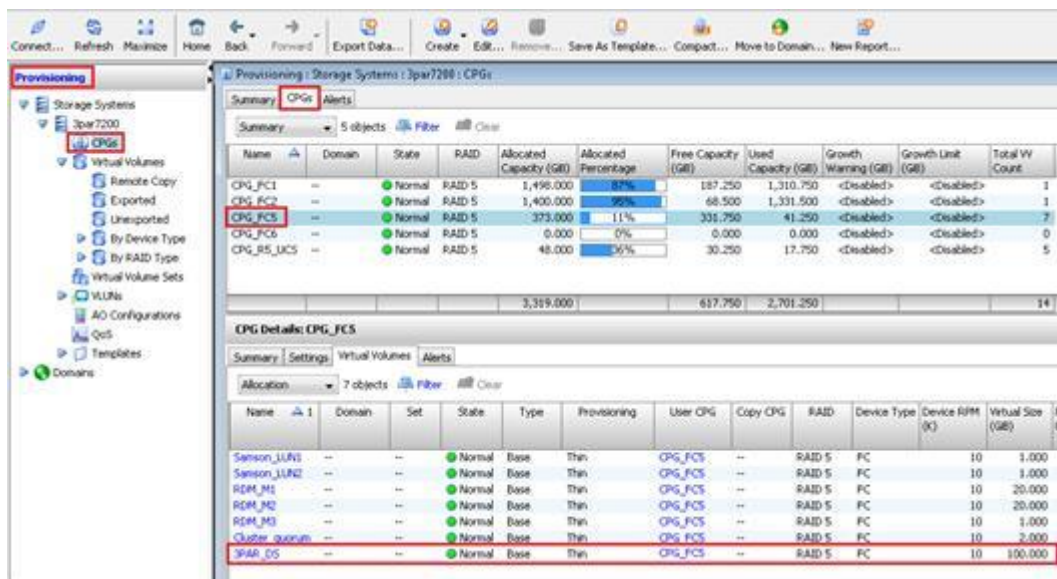 Connect... Refresh Maximize Home Back Forward Export Data... Create Edit... Remove... Save As Template... Compact... Move to Domain... New Report...
Provisioning
Storage Systems
3par7200
CPGs
Virtual Volumes
Remote Copy
Exported
Unexported
By Device Type
By RAID Type
Virtual Volume Sets
VLUNs
AO Configurations
QoS
Templates
Domains
Provisioning : Storage Systems : 3par7200 : CPGs
Summary CPGs Alerts
Summary 5 objects Filter Clear
Name Domain State RAID Allocated Capacity (GiB) Allocated Percentage Free Capacity (GiB) Used Capacity (GiB) Growth Warning (GiB) Growth Limit (GiB) Total VV Count
CPG_FC1 -- Normal RAID 5 1,498.000 87% 187.250 1,310.750 <Disabled> <Disabled> 1
CPG_FC2 -- Normal RAID 5 1,400.000 95% 68.500 1,331.500 <Disabled> <Disabled> 1
CPG_FC5 -- Normal RAID 5 373.000 11% 331.750 41.250 <Disabled> <Disabled> 7
CPG_FC6 -- Normal RAID 5 0.000 0% 0.000 0.000 <Disabled> <Disabled> 0
CPG_R5_UCS -- Normal RAID 5 48.000 36% 30.250 17.750 <Disabled> <Disabled> 5
3,319.000 617.750 2,701.250 14
CPG Details: CPG_FC5
Summary Settings Virtual Volumes Alerts
Allocation 7 objects Filter Clear
Name 1 Domain Set State Type Provisioning User CPG Copy CPG RAID Device Type Device RPM (K) Virtual Size (GiB)
Samson_LUN1 -- -- Normal Base Thin CPG_FC5 -- RAID 5 FC 10 1.000
Samson_LUN2 -- -- Normal Base Thin CPG_FC5 -- RAID 5 FC 10 1.000
RDM_M1 -- -- Normal Base Thin CPG_FC5 -- RAID 5 FC 10 20.000
RDM_M2 -- -- Normal Base Thin CPG_FC5 -- RAID 5 FC 10 20.000
RDM_M3 -- -- Normal Base Thin CPG_FC5 -- RAID 5 FC 10 1.000
Cluster_quorum -- -- Normal Base Thin CPG_FC5 -- RAID 5 FC 10 2.000
3PAR_DS -- -- Normal Base Thin CPG_FC5 -- RAID 5 FC 10 100.000